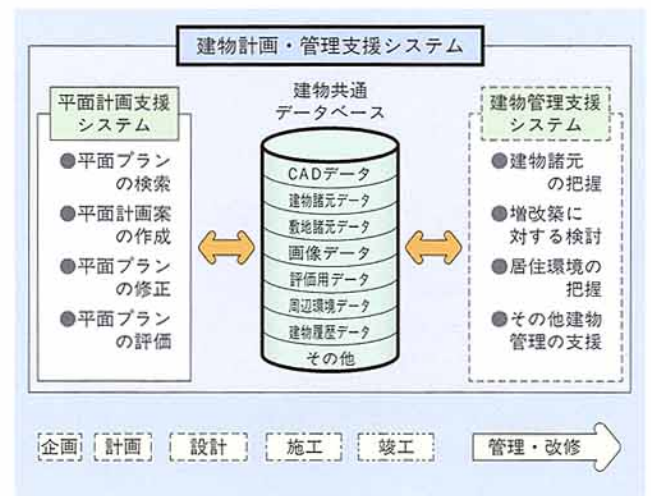 建物計画・管理支援システム
平面計画支援
システム
●平面プラン
の検索
●平面計画案
の作成
●平面プラン
の修正
●平面プラン
の評価
建物共通
データベース
CADデータ
建物諸元データ
敷地諸元データ
画像データ
評価用データ
周辺環境データ
建物履歴データ
その他
建物管理支援
システム
●建物諸元
の把握
●増改築に
対する検討
●居住環境の
把握
●その他建物
管理の支援
企画
計画
設計
施工
竣工
管理・改修